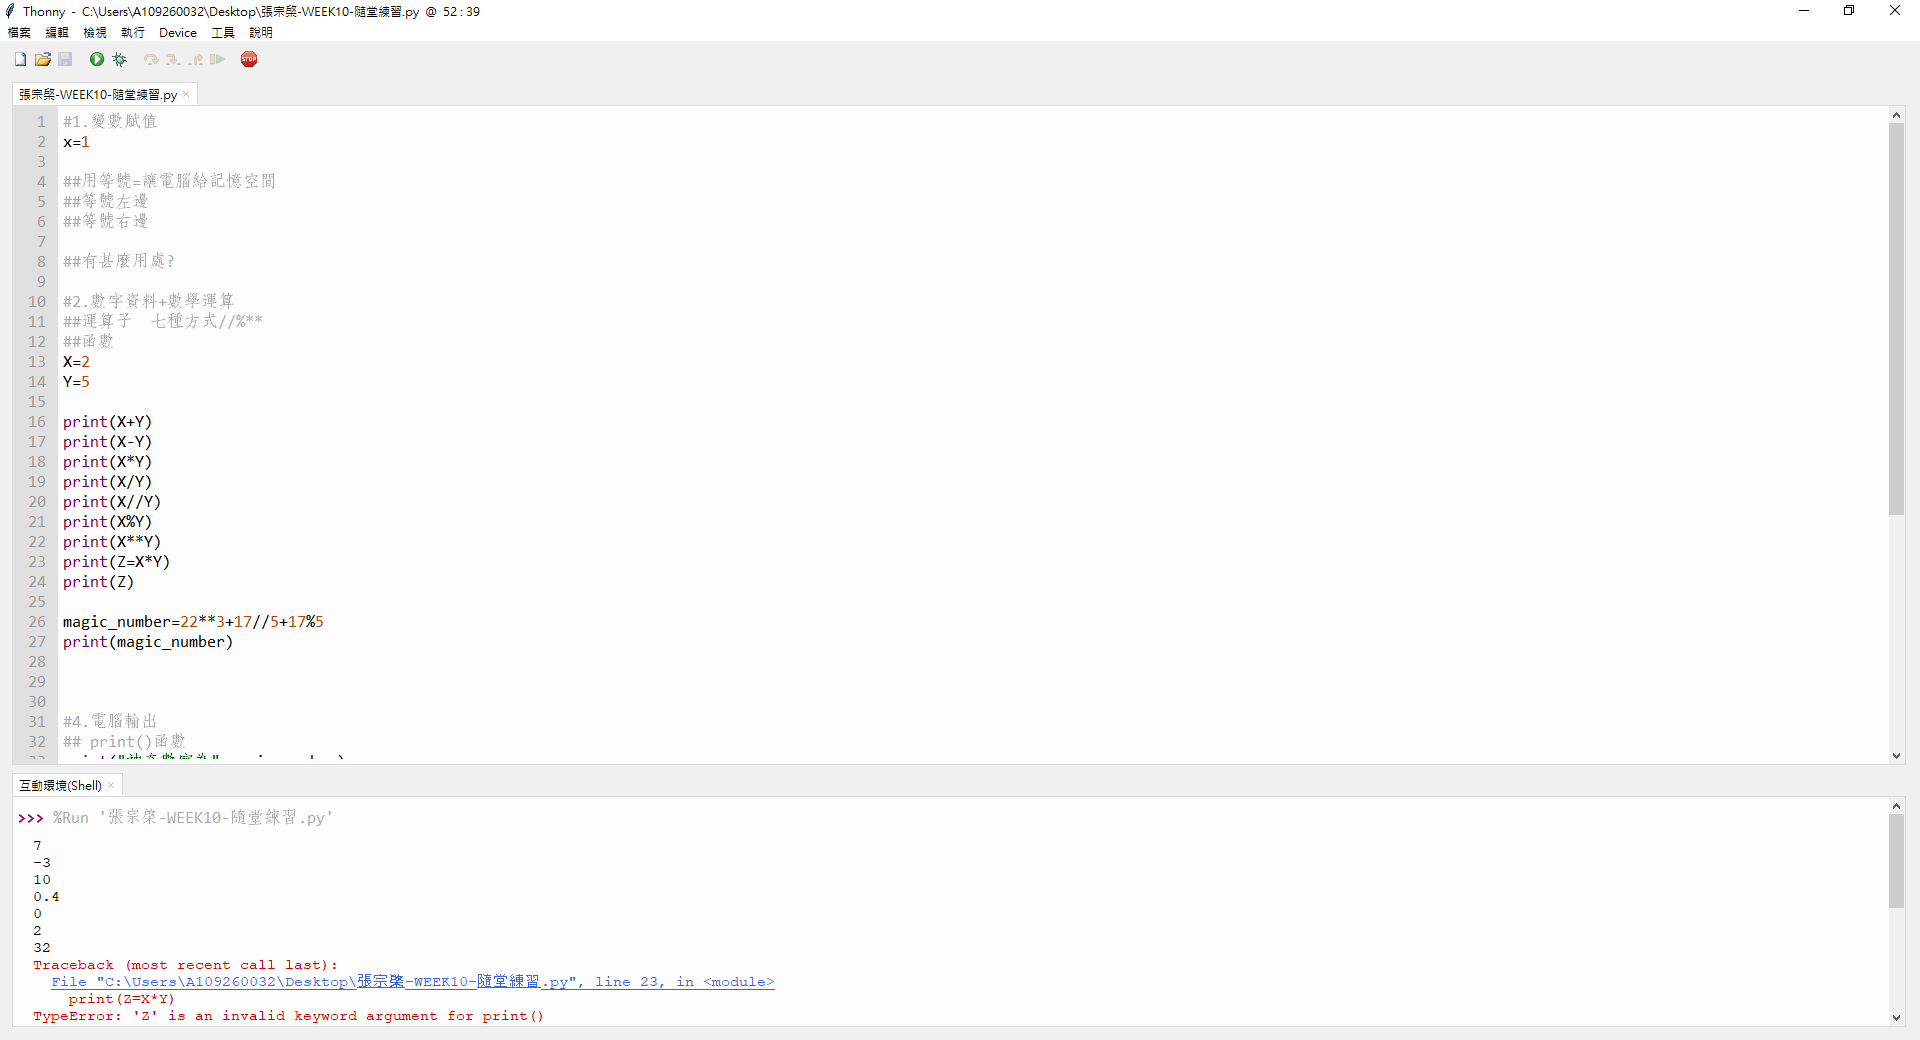 Thonny - C:\Users\A109260032\Desktop\張宗榮-WEEK10-隨堂練習.py @ 52 : 39
檔案 編輯 檢視 執行 Device 工具 說明
STOP
張宗榮-WEEK10-隨堂練習.py ×
1 #1.變數賦值
2 x=1
3
4 ##用等號=讓電腦給記憶空間
5 ##等號左邊
6 ##等號右邊
7
8 ##有甚麼用處?
9
10 #2.數字資料+數學運算
11 ##運算子  七種方式//%**
12 ##函數
13 X=2
14 Y=5
15
16 print(X+Y)
17 print(X-Y)
18 print(X*Y)
19 print(X/Y)
20 print(X//Y)
21 print(X%Y)
22 print(X**Y)
23 print(Z=X*Y)
24 print(Z)
25
26 magic_number=22**3+17//5+17%5
27 print(magic_number)
28
29
30
31 #4.電腦輸出
32 ## print()函數
互動環境(Shell) ×
>>> %Run '張宗榮-WEEK10-隨堂練習.py'
7
-3
10
0.4
0
2
32
Traceback (most recent call last):
File "C:\Users\A109260032\Desktop\張宗榮-WEEK10-隨堂練習.py", line 23, in <module>
print(Z=X*Y)
TypeError: 'Z' is an invalid keyword argument for print()